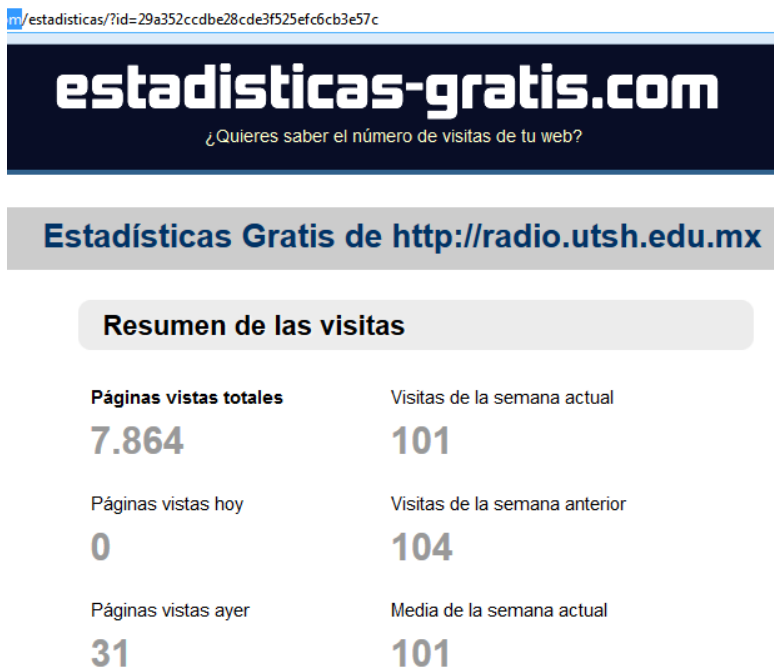 m/estadisticas/?id=29a352ccdbe28cde3f525efc6cb3e57c
estadisticas-gratis.com
¿Quieres saber el número de visitas de tu web?
Estadísticas Gratis de http://radio.utsh.edu.mx
Resumen de las visitas
Páginas vistas totales
7.864
Visitas de la semana actual
101
Páginas vistas hoy
0
Visitas de la semana anterior
104
Páginas vistas ayer
31
Media de la semana actual
101